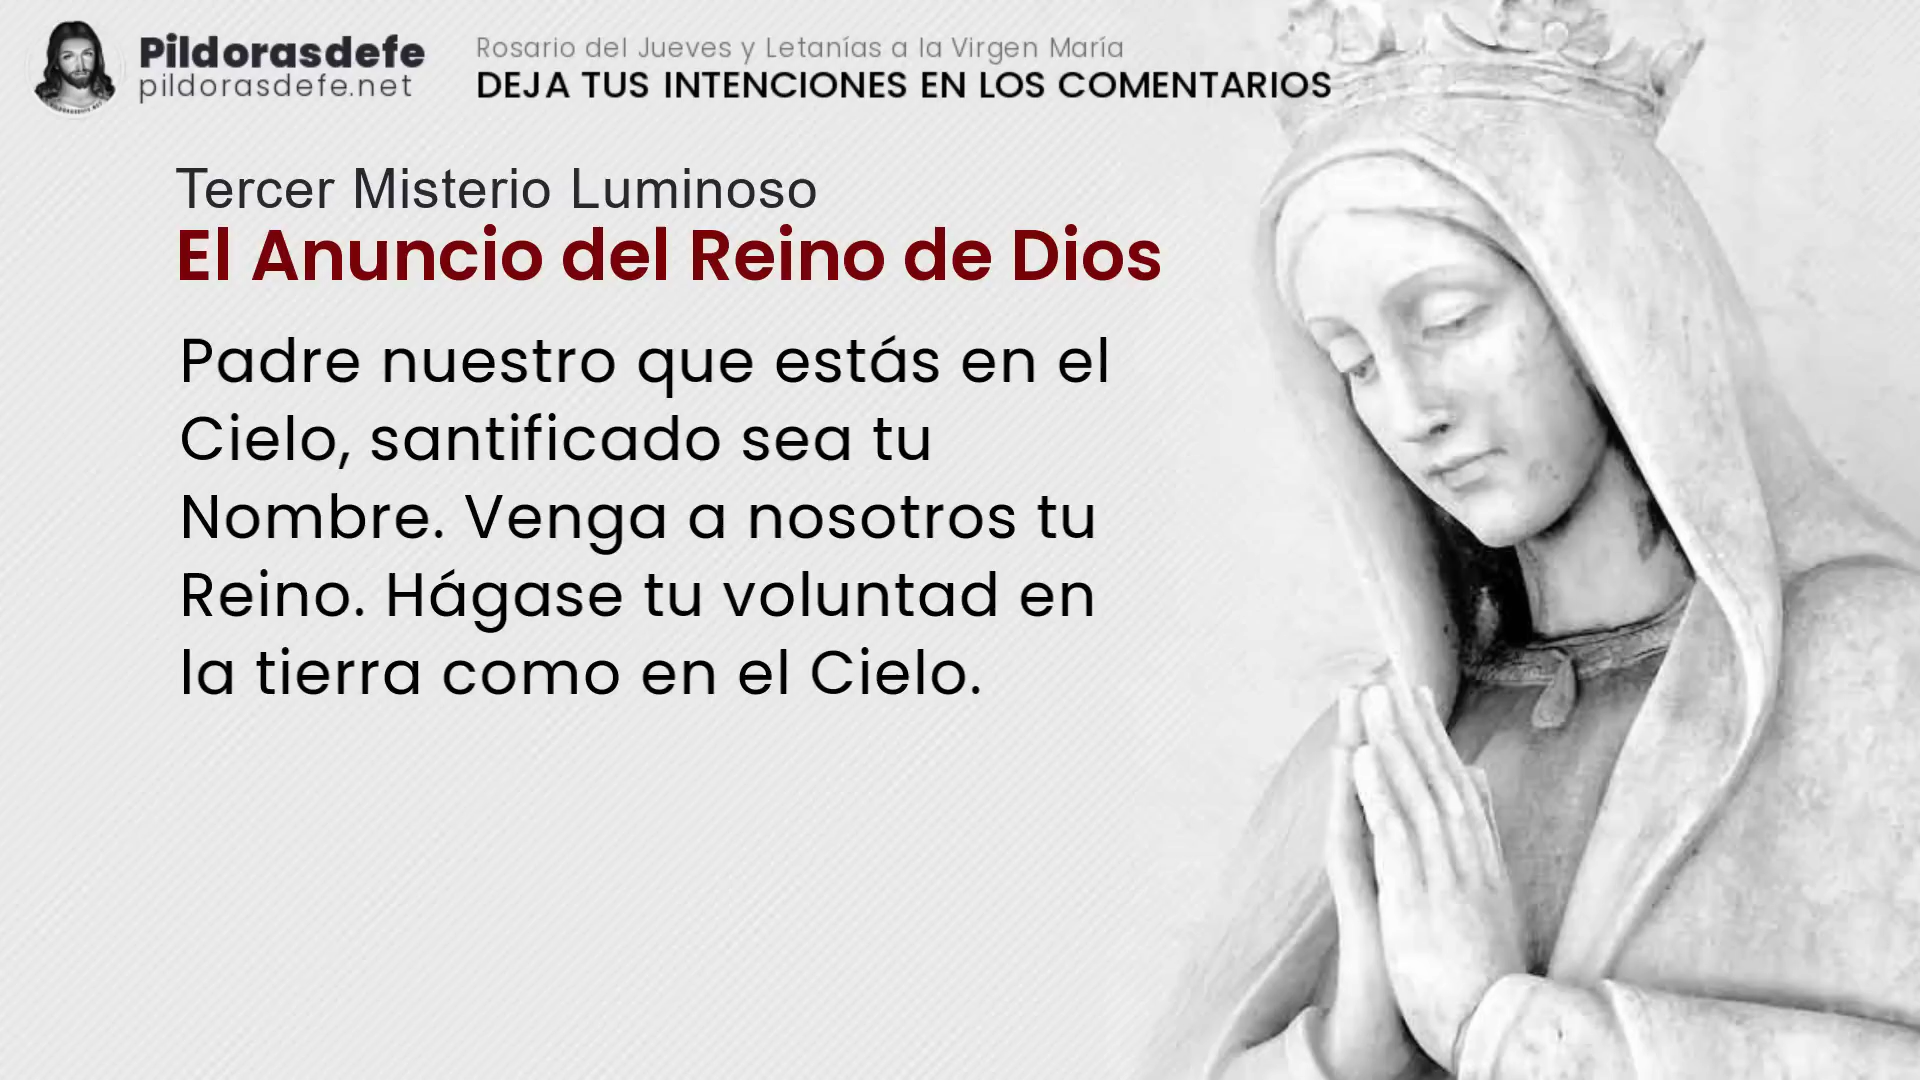 Pildorasdefe
pildorasdefe.net
Rosario del Jueves y Letanías a la Virgen María
DEJA TUS INTENCIONES EN LOS COMENTARIOS
Tercer Misterio Luminoso
El Anuncio del Reino de Dios
Padre nuestro que estás en el
Cielo, santificado sea tu
Nombre. Venga a nosotros tu
Reino. Hágase tu voluntad en
la tierra como en el Cielo.